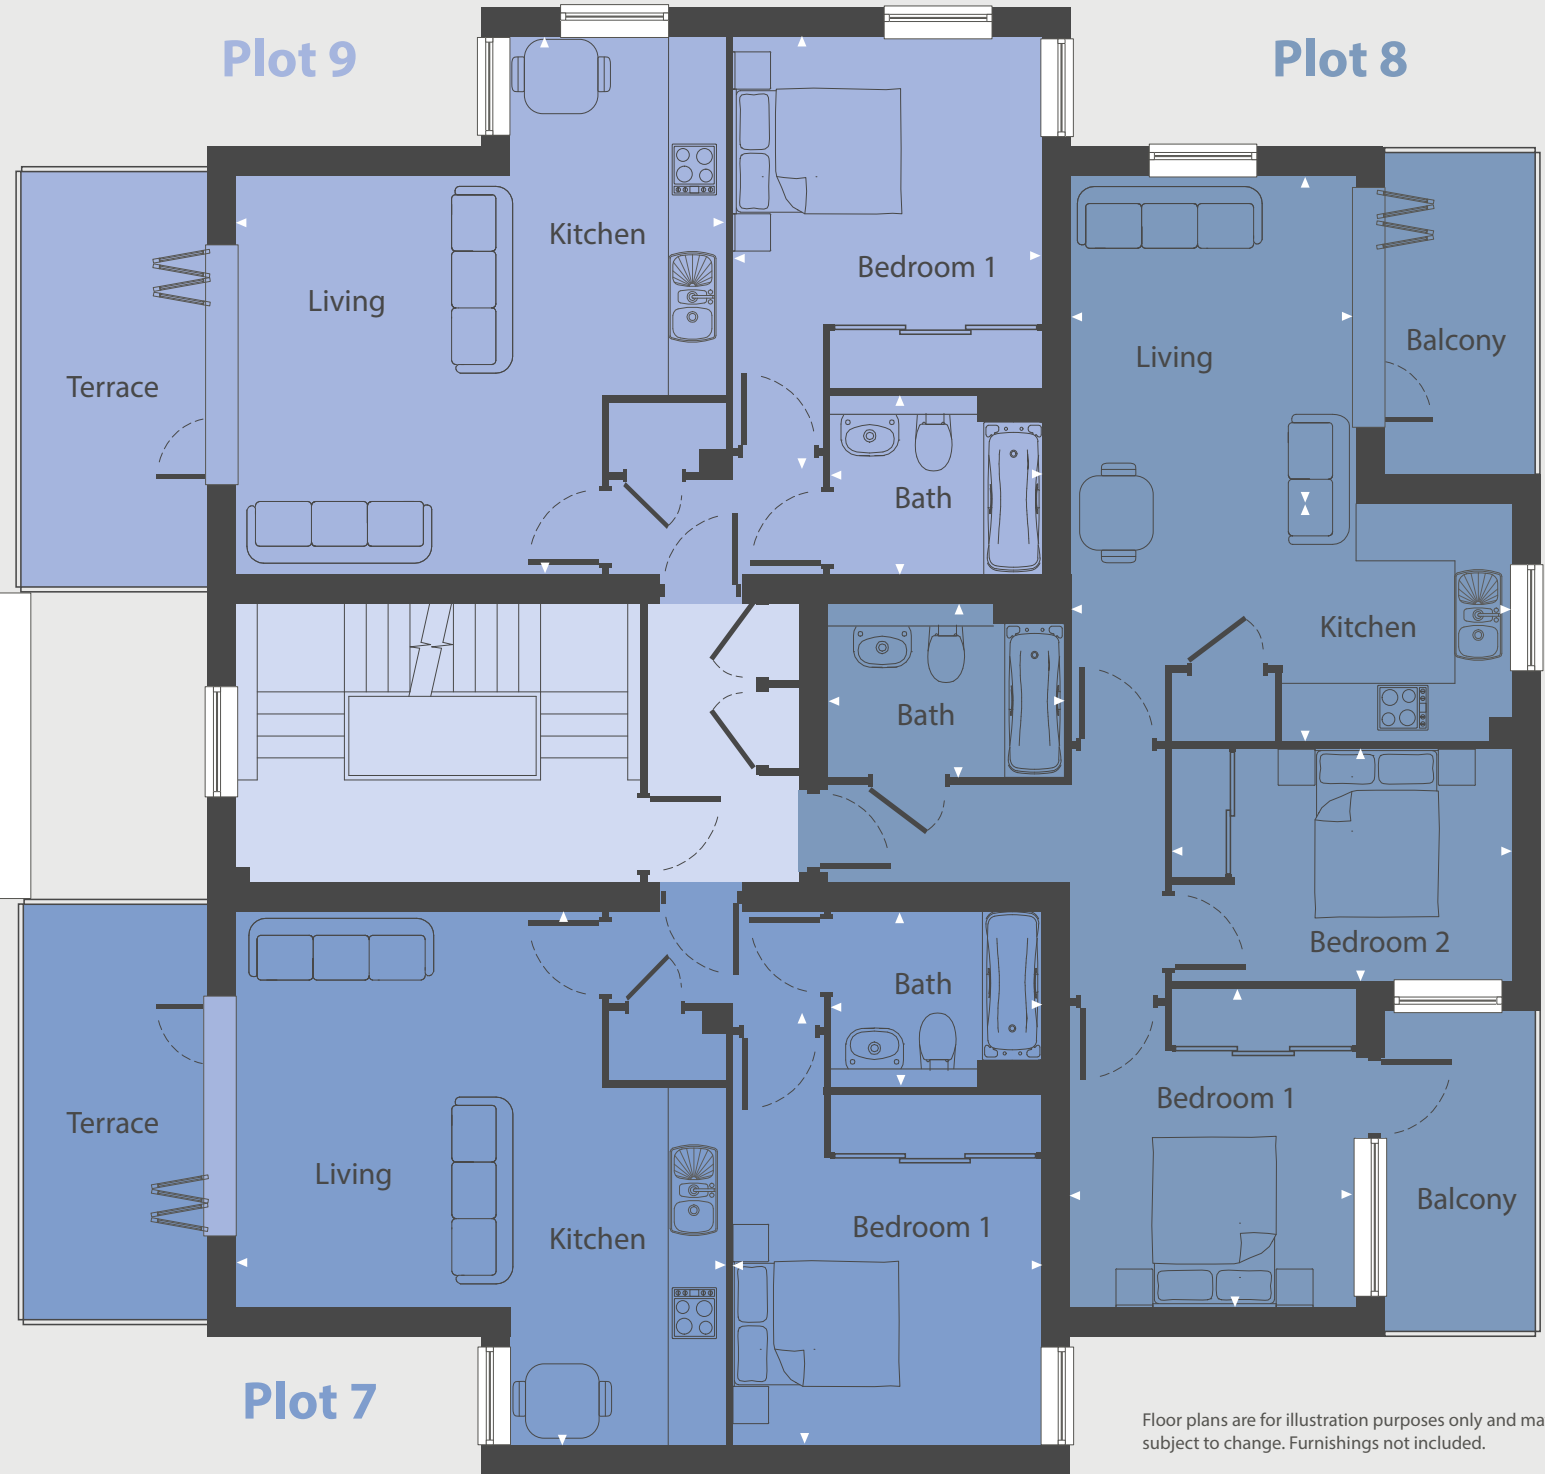 Plot 9
Plot 8
Kitchen
Bedroom 1
Living
Balcony
Living
Terrace
Bath
Kitchen
Bath
Bedroom 2
Bath
Bedroom 1
Terrace
Living
Balcony
Bedroom 1
Kitchen
Plot 7
Floor plans are for illustration purposes only and ma
subject to change. Furnishings not included.